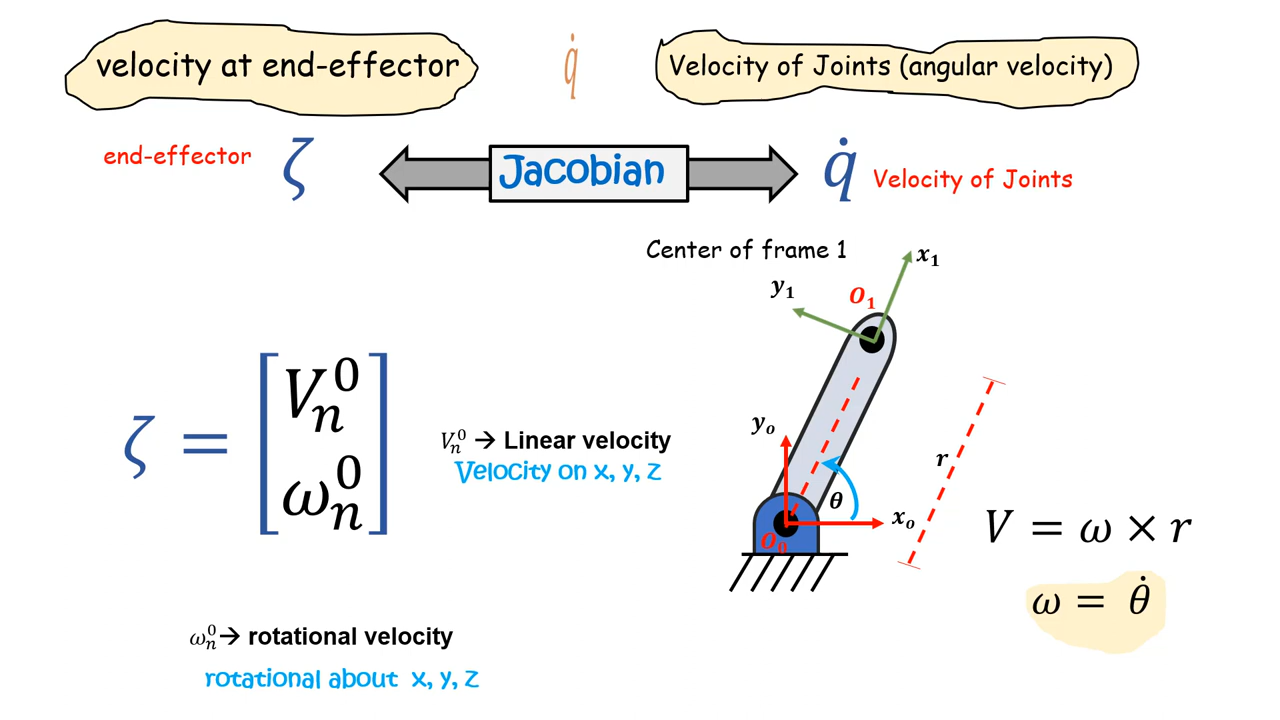 velocity at end-effector
q̇
Velocity of Joints (angular velocity)
end-effector
ζ
Jacobian
q̇
Velocity of Joints
Center of frame 1
x₁
y₁
O₁
ζ = [V_n^0 ω_n^0]
V_n^0 → Linear velocity
Velocity on x, y, z
y₀
r
θ
x₀
O₀
V = ω × r
ω = θ̇
ω_n^0 → rotational velocity
rotational about x, y, z